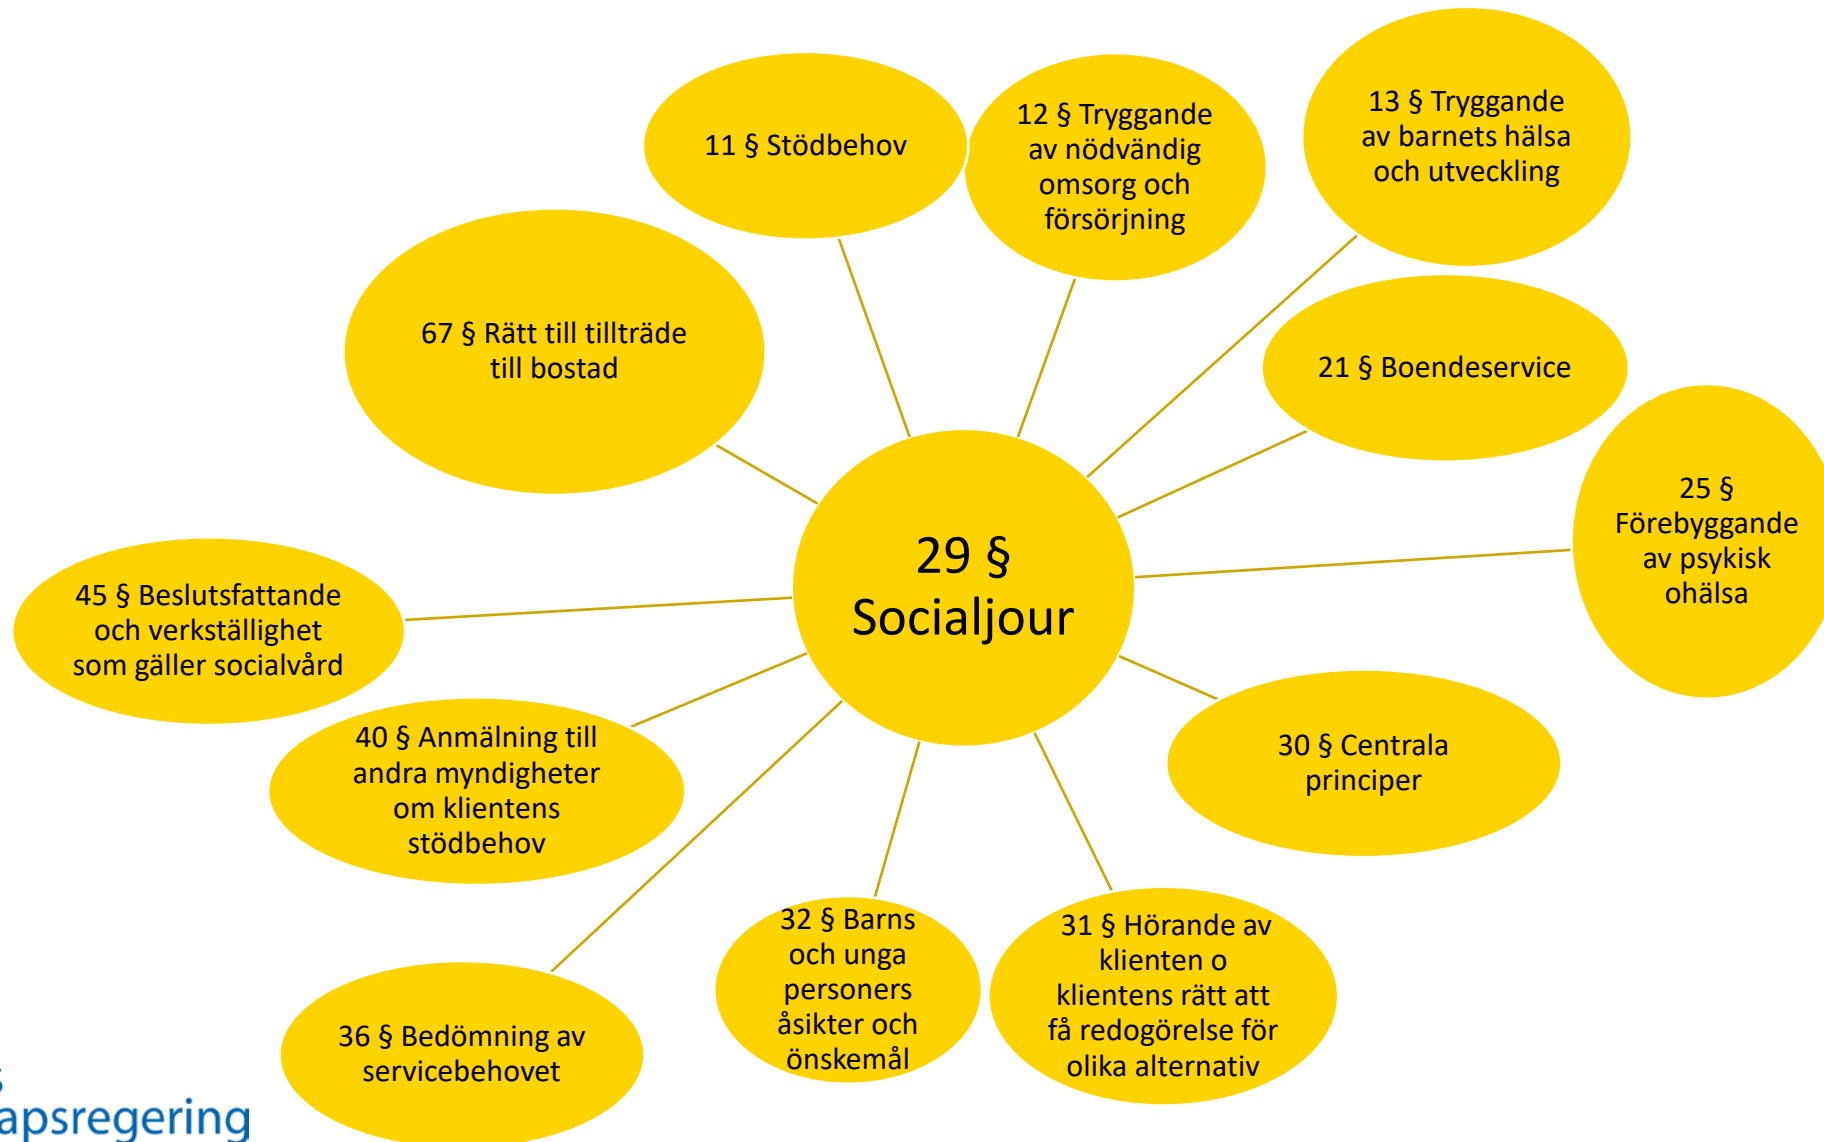 11 § Stödbehov
12 § Tryggande
av nödvändig
omsorg och
försörjning
13 § Tryggande
av barnets hälsa
och utveckling
21 § Boendeservice
25 §
Förebyggande
av psykisk
ohälsa
30 § Centrala
principer
31 § Hörande av
klienten o
klientens rätt att
få redogörelse för
olika alternativ
32 § Barns
och unga
personers
åsikter och
önskemål
36 § Bedömning av
servicebehovet
40 § Anmälning till
andra myndigheter
om klientens
stödbehov
45 § Beslutsfattande
och verkställighet
som gäller socialvård
67 § Rätt till tillträde
till bostad
29 §
Socialjour
s
apsregering